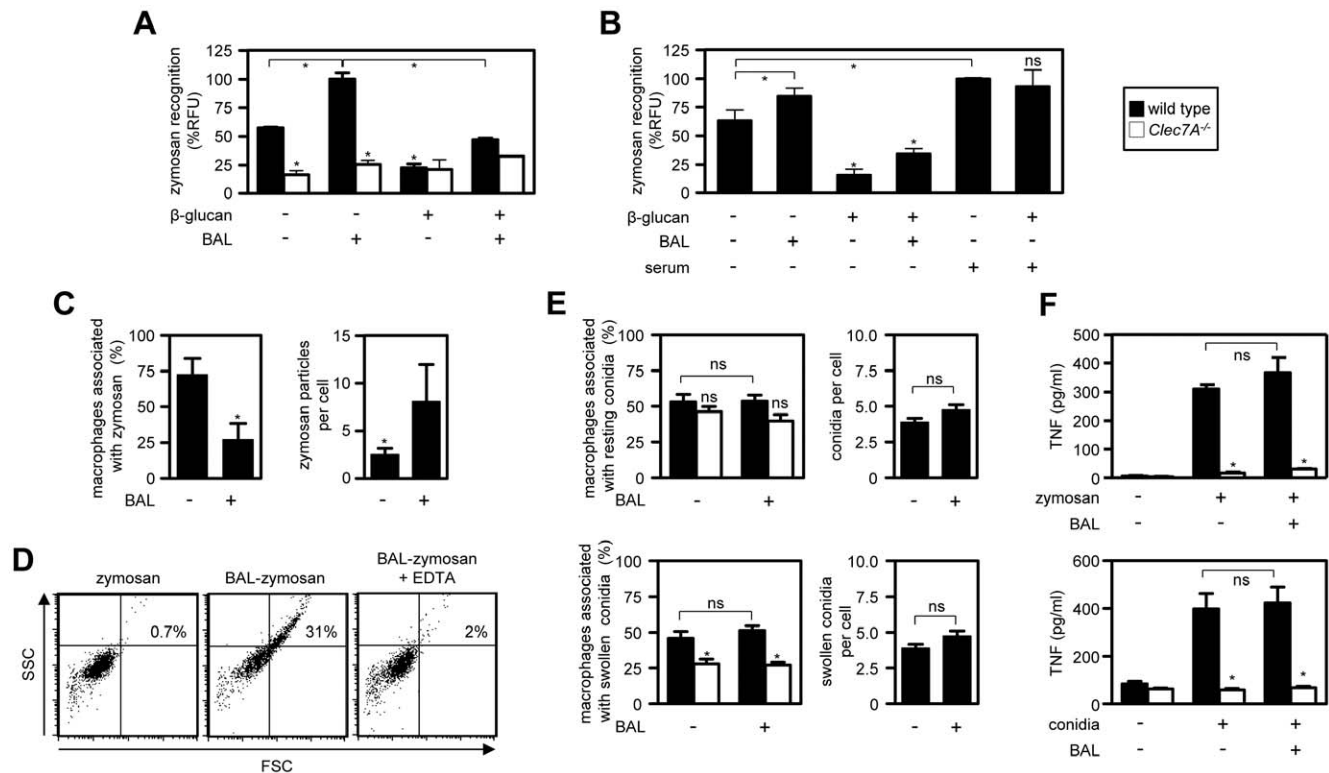 A
zymosan recognition
(%RFU)
100
75
50
25
0
* *
* * *
β-glucan - - + +
BAL - + - +
B
zymosan recognition
(%RFU)
125
100
75
50
25
0
* * ns
* *
β-glucan - - + + - +
BAL - + - + - -
serum - - - - + +
wild type
Clec7A-/-
C
macrophages associated
with zymosan (%)
100
75
50
25
0
*
BAL - +
zymosan particles
per cell
15
10
5
0
*
BAL - +
D
zymosan
BAL-zymosan
BAL-zymosan
+ EDTA
0.7%
31%
2%
SSC
FSC
E
macrophages associated
with resting conidia (%)
100
75
50
25
0
ns
ns ns
BAL - +
conidia per cell
10.0
7.5
5.0
2.5
0
ns
BAL - +
macrophages associated
with swollen conidia (%)
100
75
50
25
0
ns
* *
BAL - +
swollen conidia
per cell
10.0
7.5
5.0
2.5
0
ns
BAL - +
F
TNF (pg/ml)
500
400
300
200
100
0
ns
* *
zymosan - + +
BAL - - +
TNF (pg/ml)
600
400
200
0
ns
* *
conidia - + +
BAL - - +